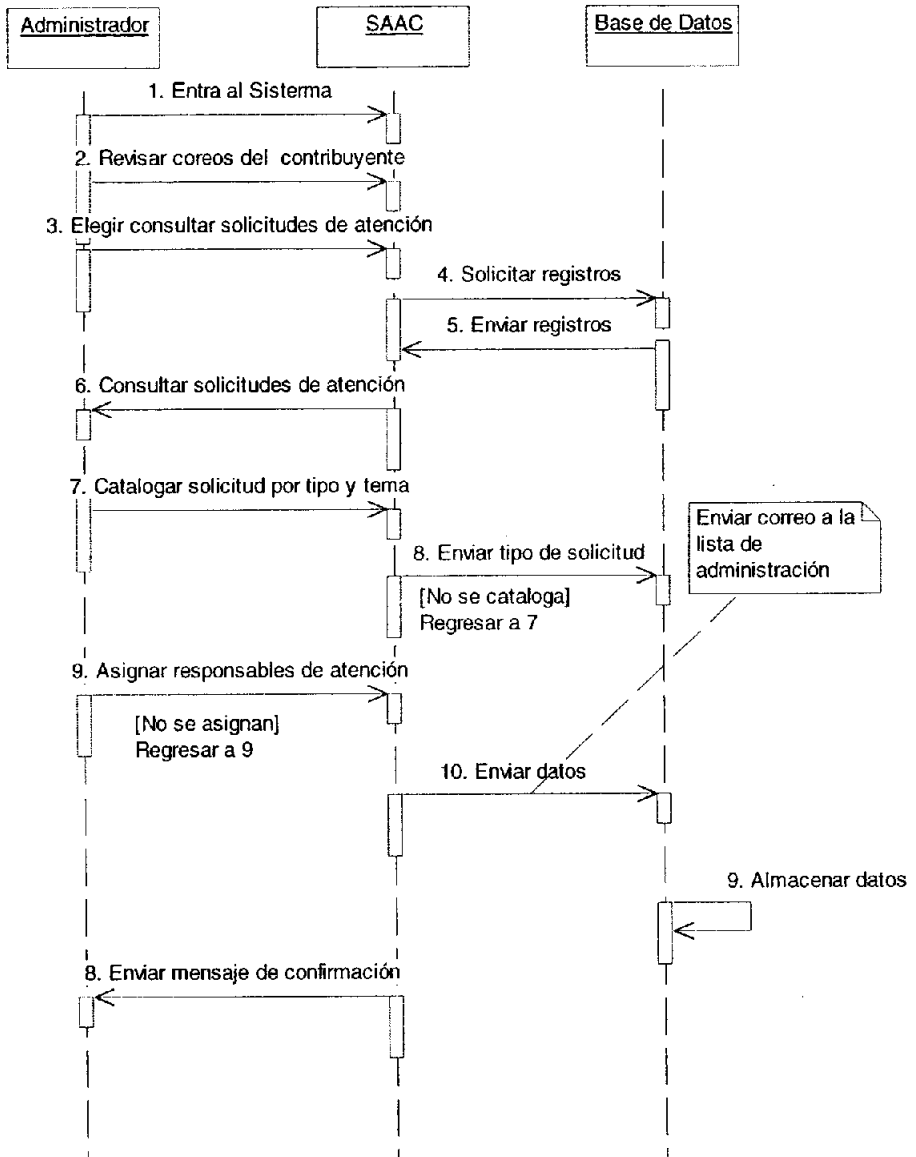 Administrador
SAAC
Base de Datos
1. Entra al Sisterma
2. Revisar coreos del contribuyente
3. Elegir consultar solicitudes de atención
4. Solicitar registros
5. Enviar registros
6. Consultar solicitudes de atención
7. Catalogar solicitud por tipo y tema
Enviar correo a la
lista de
administración
8. Enviar tipo de solicitud
[No se cataloga]
Regresar a 7
9. Asignar responsables de atención
[No se asignan]
Regresar a 9
10. Enviar datos
9. Almacenar datos
8. Enviar mensaje de confirmación